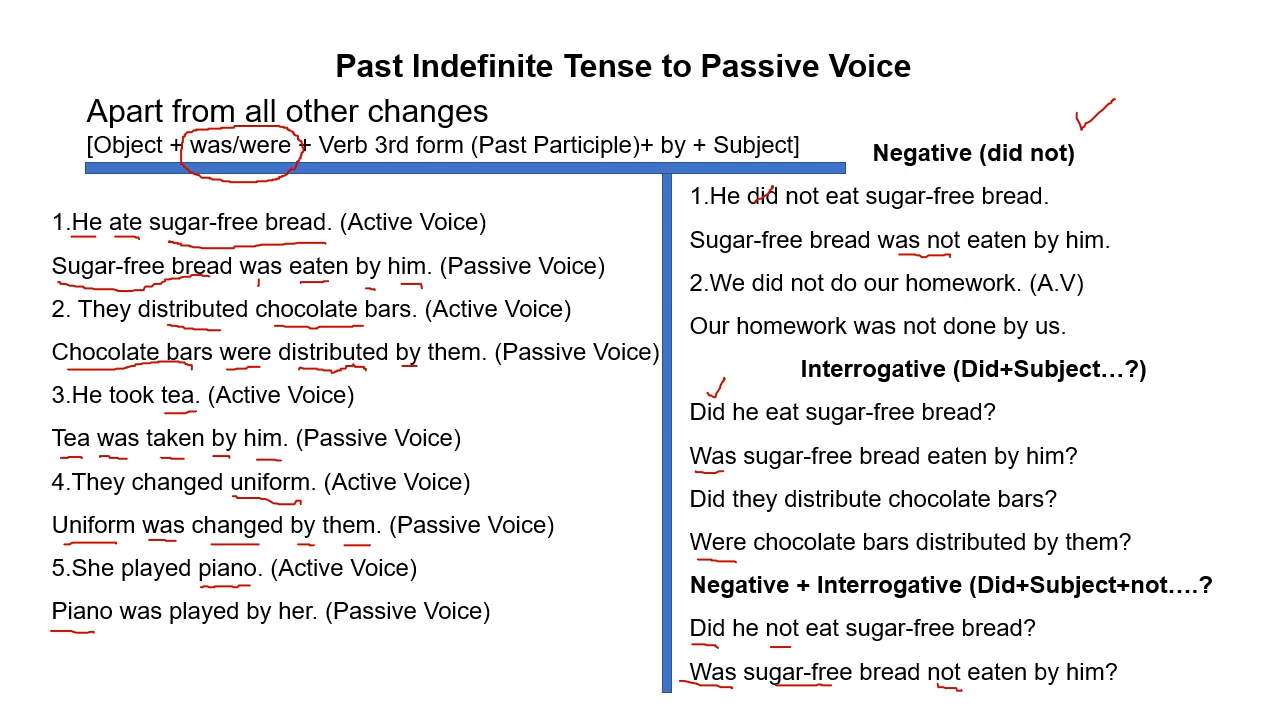 Past Indefinite Tense to Passive Voice
Apart from all other changes
[Object + was/were + Verb 3rd form (Past Participle)+ by + Subject]
1.He ate sugar-free bread. (Active Voice)
Sugar-free bread was eaten by him. (Passive Voice)
2. They distributed chocolate bars. (Active Voice)
Chocolate bars were distributed by them. (Passive Voice)
3.He took tea. (Active Voice)
Tea was taken by him. (Passive Voice)
4.They changed uniform. (Active Voice)
Uniform was changed by them. (Passive Voice)
5.She played piano. (Active Voice)
Piano was played by her. (Passive Voice)
Negative (did not)
1.He did not eat sugar-free bread.
Sugar-free bread was not eaten by him.
2.We did not do our homework. (A.V)
Our homework was not done by us.
Interrogative (Did+Subject…?)
Did he eat sugar-free bread?
Was sugar-free bread eaten by him?
Did they distribute chocolate bars?
Were chocolate bars distributed by them?
Negative + Interrogative (Did+Subject+not….?
Did he not eat sugar-free bread?
Was sugar-free bread not eaten by him?